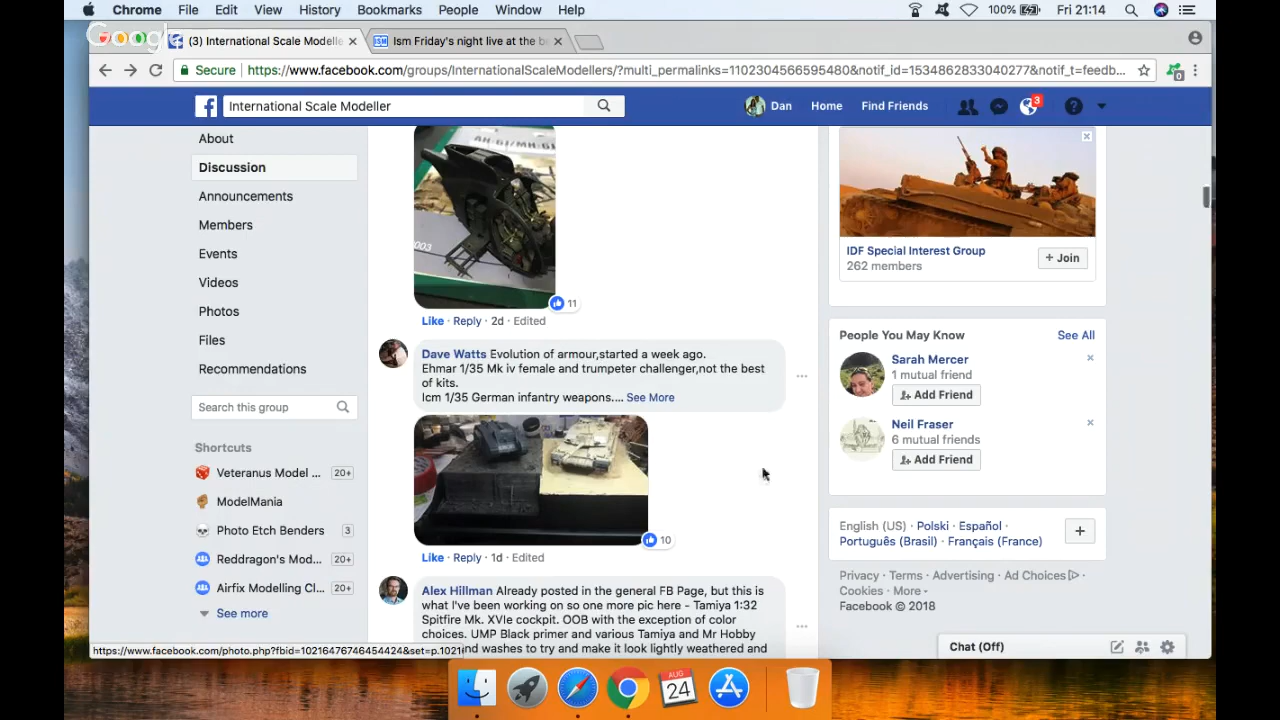 Chrome File Edit View History Bookmarks People Window Help 100% Fri 21:14
Google
(3) International Scale Modelle
ISM Ism Friday's night live at the be
Secure https://www.facebook.com/groups/InternationalScaleModellers/?multi_permalinks=1102304566595480&notif_id=1534862833040277&notif_t=feedb... 0
f International Scale Modeller Dan Home Find Friends 3 ?
About
Discussion
Announcements
Members
Events
Videos
Photos
Files
Recommendations
Search this group
Shortcuts
Veteranus Model ... 20+
ModelMania
Photo Etch Benders 3
Reddragon's Mod... 20+
Airfix Modelling Cl... 20+
See more
https://www.facebook.com/photo.php?fbid=10216476746454424&set=p.1021
AH-6J/MH-6J
003
11
Like · Reply · 2d · Edited
Dave Watts Evolution of armour,started a week ago.
Ehmar 1/35 Mk iv female and trumpeter challenger,not the best
of kits.
Icm 1/35 German infantry weapons.... See More
10
Like · Reply · 1d · Edited
Alex Hillman Already posted in the general FB Page, but this is
what I've been working on so one more pic here - Tamiya 1:32
Spitfire Mk. XVIe cockpit. OOB with the exception of color
choices. UMP Black primer and various Tamiya and Mr Hobby
nd washes to try and make it look lightly weathered and
IDF Special Interest Group
262 members
+ Join
People You May Know See All
Sarah Mercer
1 mutual friend
Add Friend
Neil Fraser
6 mutual friends
Add Friend
English (US) · Polski · Español ·
Português (Brasil) · Français (France)
+
Privacy · Terms · Advertising · Ad Choices ·
Cookies · More
Facebook © 2018
Chat (Off)
AUG
24